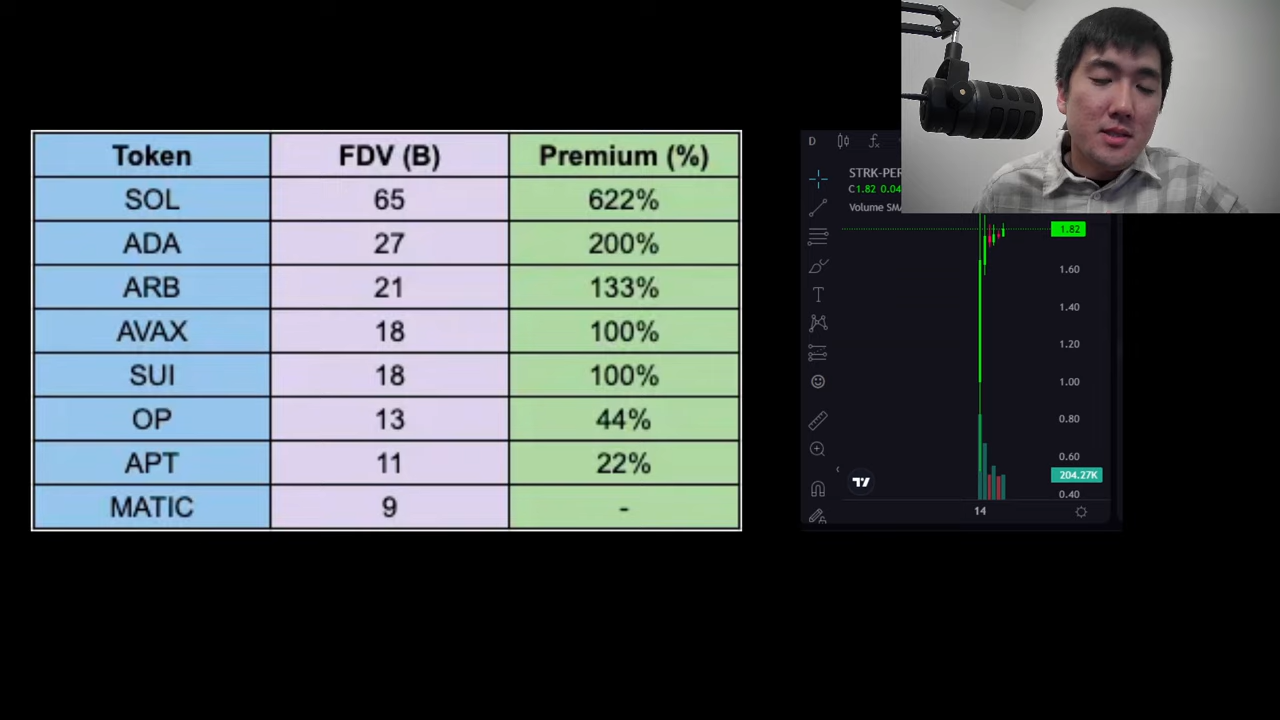 Token FDV (B) Premium (%)
SOL 65 622%
ADA 27 200%
ARB 21 133%
AVAX 18 100%
SUI 18 100%
OP 13 44%
APT 11 22%
MATIC 9 -
D
STRK-PER
C1.82 0.04
Volume SMA
1.82
1.60
1.40
1.20
1.00
0.80
0.60
204.27K
0.40
14